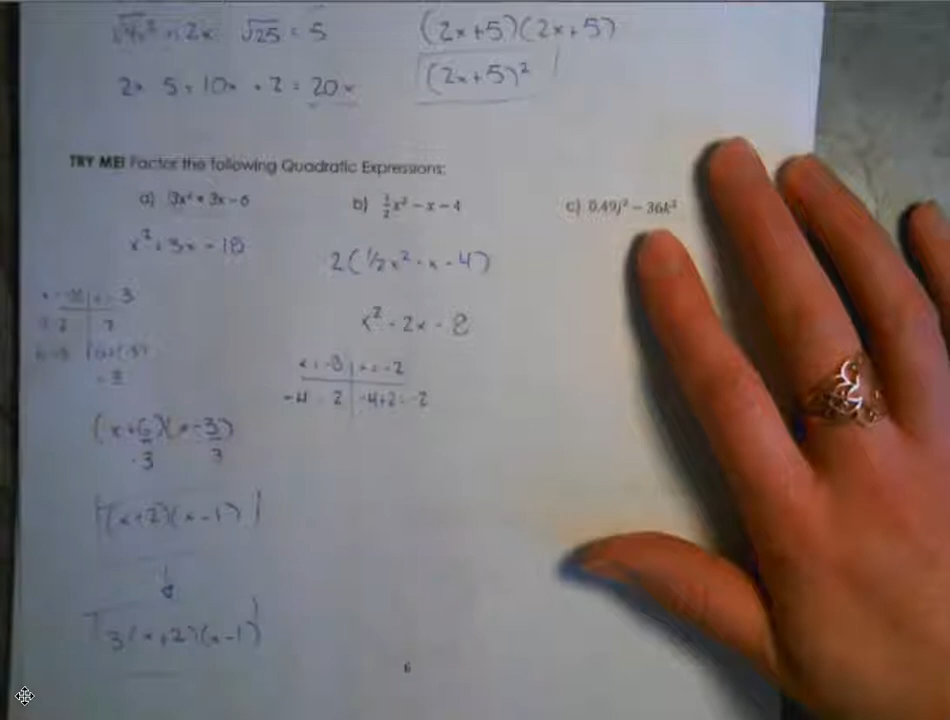 √4x² = 2x √25 = 5 (2x+5)(2x+5)
2x · 5 = 10x · 2 = 20x (2x+5)²
TRY ME! Factor the following Quadratic Expressions:
a) 3x² + 3x – 6 b) ½x² – x – 4 c) 0.49j² – 36k²
x² + 3x - 18
2(1/2x² - x - 4)
x² - 2x - 8
x = -8 + = -2
-4 2 -4+2 = -2
(x+6)(x-3)
3 3
(x+2)(x-1)
3(x+2)(x-1)
6